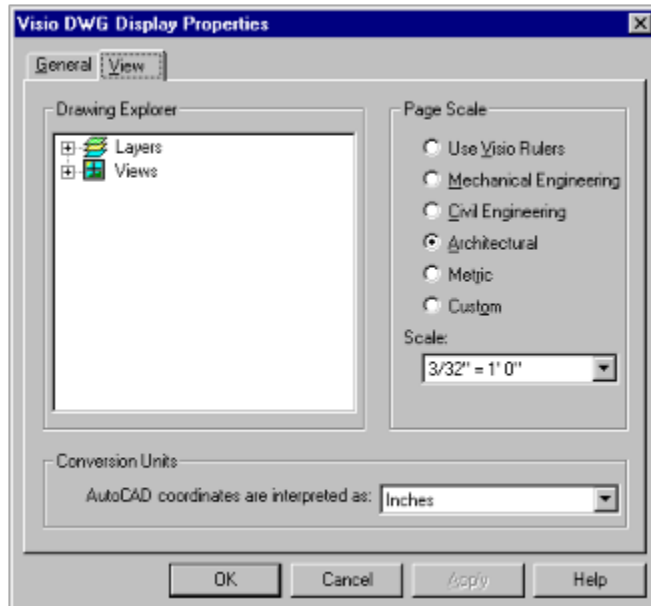 Visio DWG Display Properties
General View
Drawing Explorer
Layers
Views
Page Scale
Use Visio Rulers
Mechanical Engineering
Civil Engineering
Architectural
Metric
Custom
Scale:
3/32" = 1' 0"
Conversion Units
AutoCAD coordinates are interpreted as: Inches
OK Cancel Apply Help